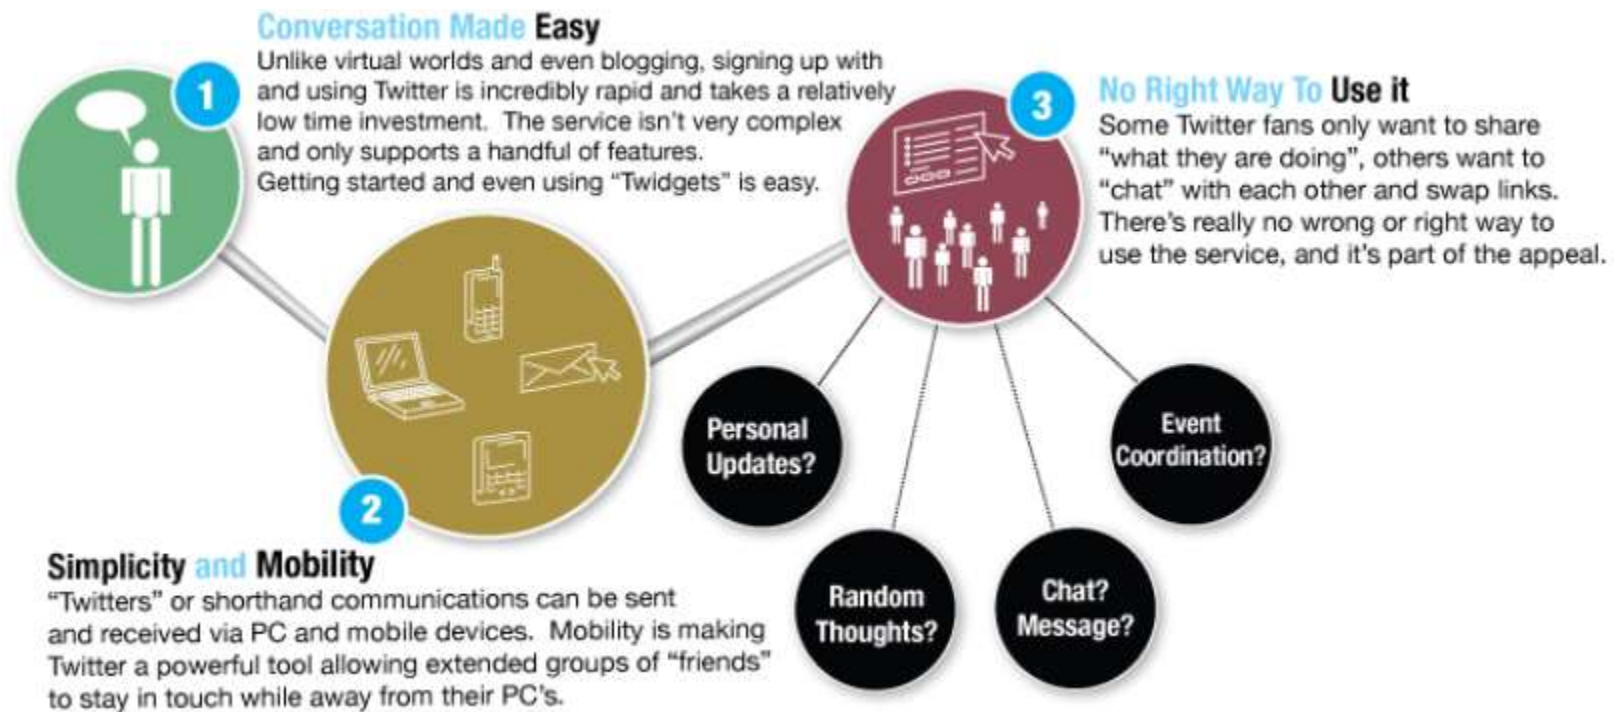 1
Conversation Made Easy
Unlike virtual worlds and even blogging, signing up with
and using Twitter is incredibly rapid and takes a relatively
low time investment.  The service isn't very complex
and only supports a handful of features.
Getting started and even using “Twidgets” is easy.
2
Simplicity and Mobility
“Twitters” or shorthand communications can be sent
and received via PC and mobile devices.  Mobility is making
Twitter a powerful tool allowing extended groups of “friends”
to stay in touch while away from their PC's.
3
No Right Way To Use it
Some Twitter fans only want to share
“what they are doing”, others want to
“chat” with each other and swap links.
There's really no wrong or right way to
use the service, and it's part of the appeal.
Personal
Updates?
Random
Thoughts?
Chat?
Message?
Event
Coordination?